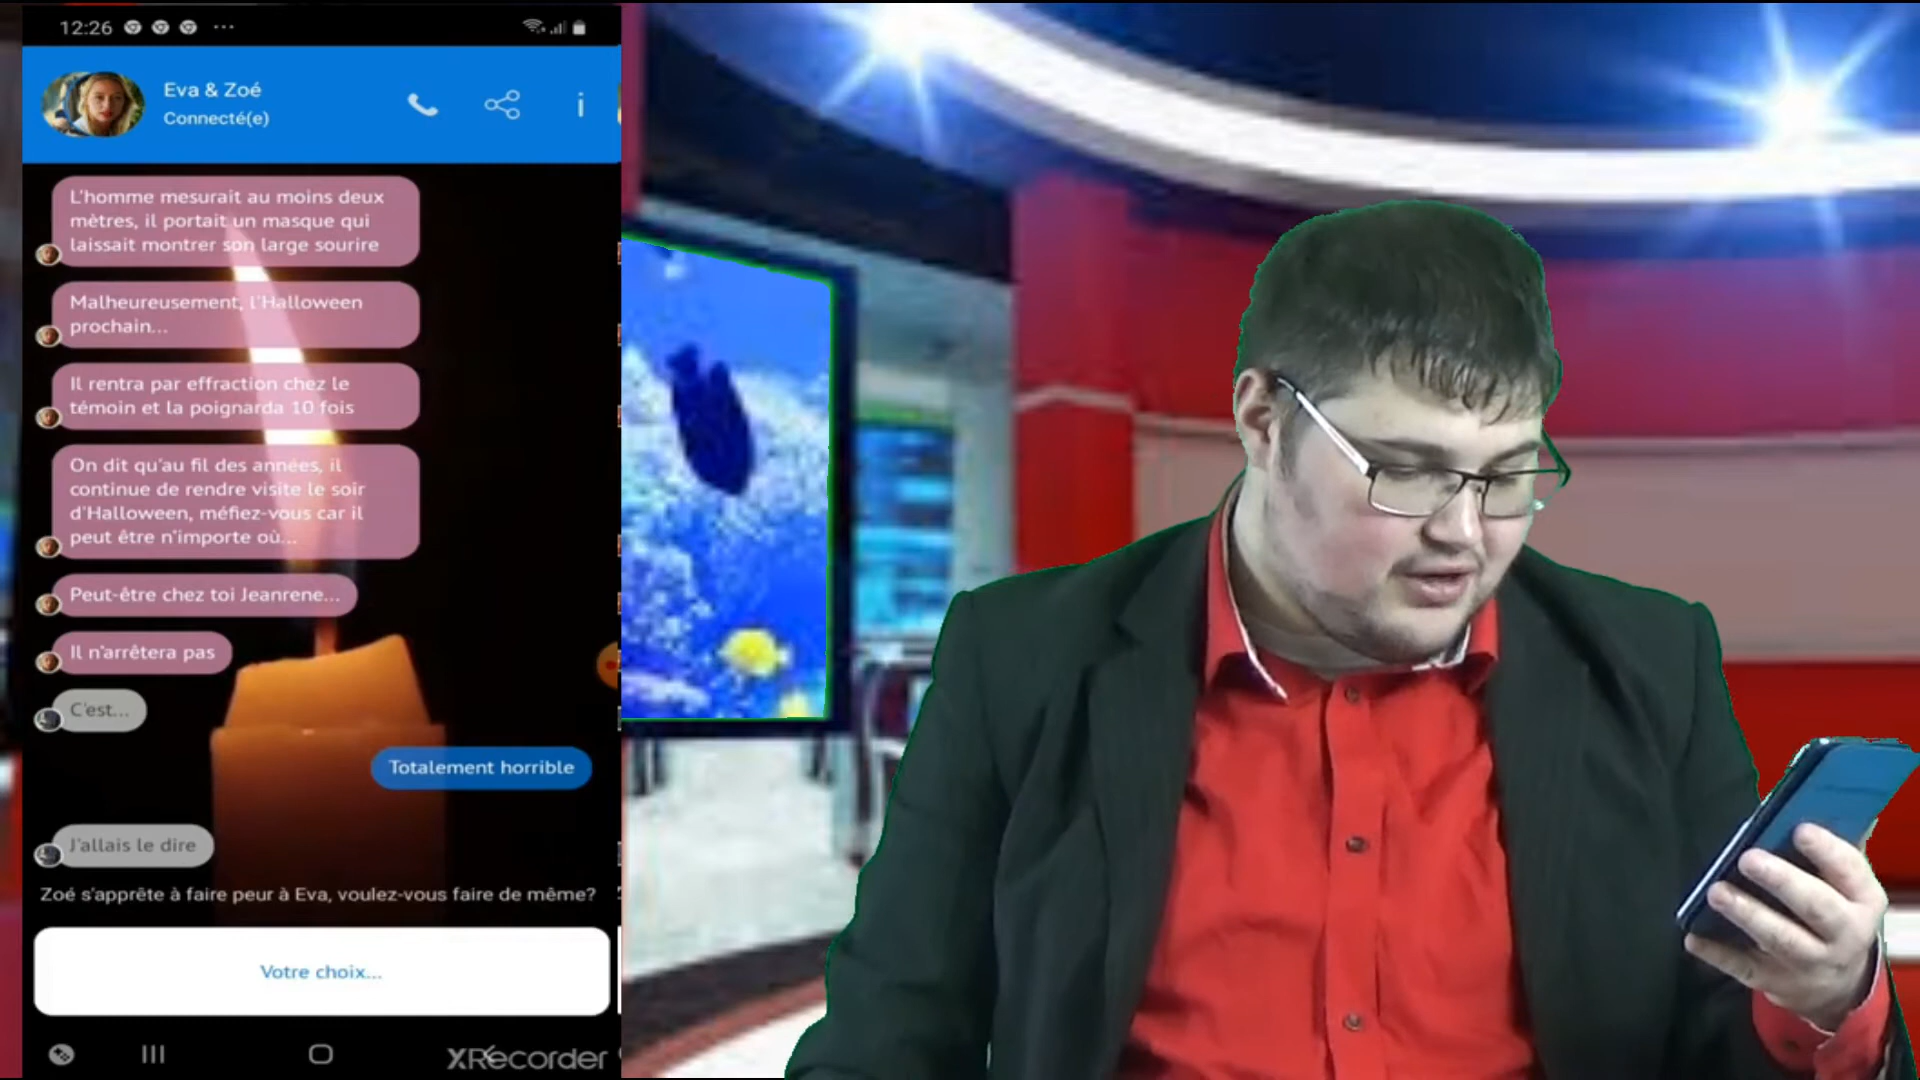 12:26
Eva & Zoé
Connecté(e)
L'homme mesurait au moins deux
mètres, il portait un masque qui
laissait montrer son large sourire
Malheureusement, l'Halloween
prochain...
Il rentra par effraction chez le
témoin et la poignarda 10 fois
On dit qu'au fil des années, il
continue de rendre visite le soir
d'Halloween, méfiez-vous car il
peut être n'importe où...
Peut-être chez toi Jeanrene...
Il n'arrêtera pas
C'est...
Totalement horrible
J'allais le dire
Zoé s'apprête à faire peur à Eva, voulez-vous faire de même?
Votre choix...
XRecorder